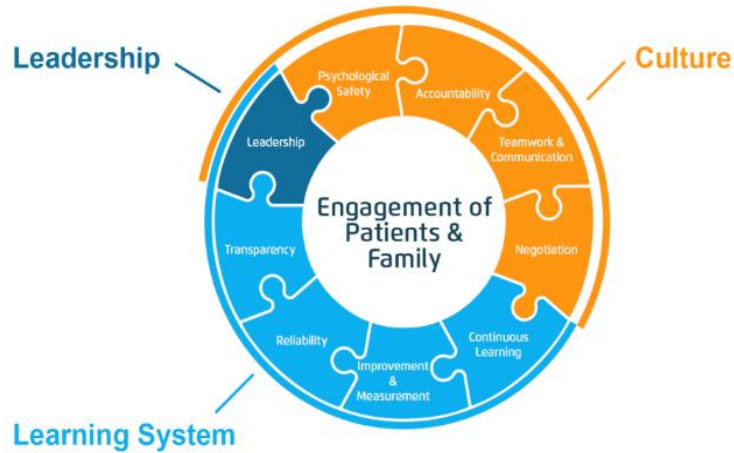 Leadership
Culture
Psychological
Safety
Accountability
Leadership
Teamwork &
Communication
Engagement of
Patients &
Family
Transparency
Negotiation
Reliability
Continuous
Learning
Improvement
&
Measurement
Learning System